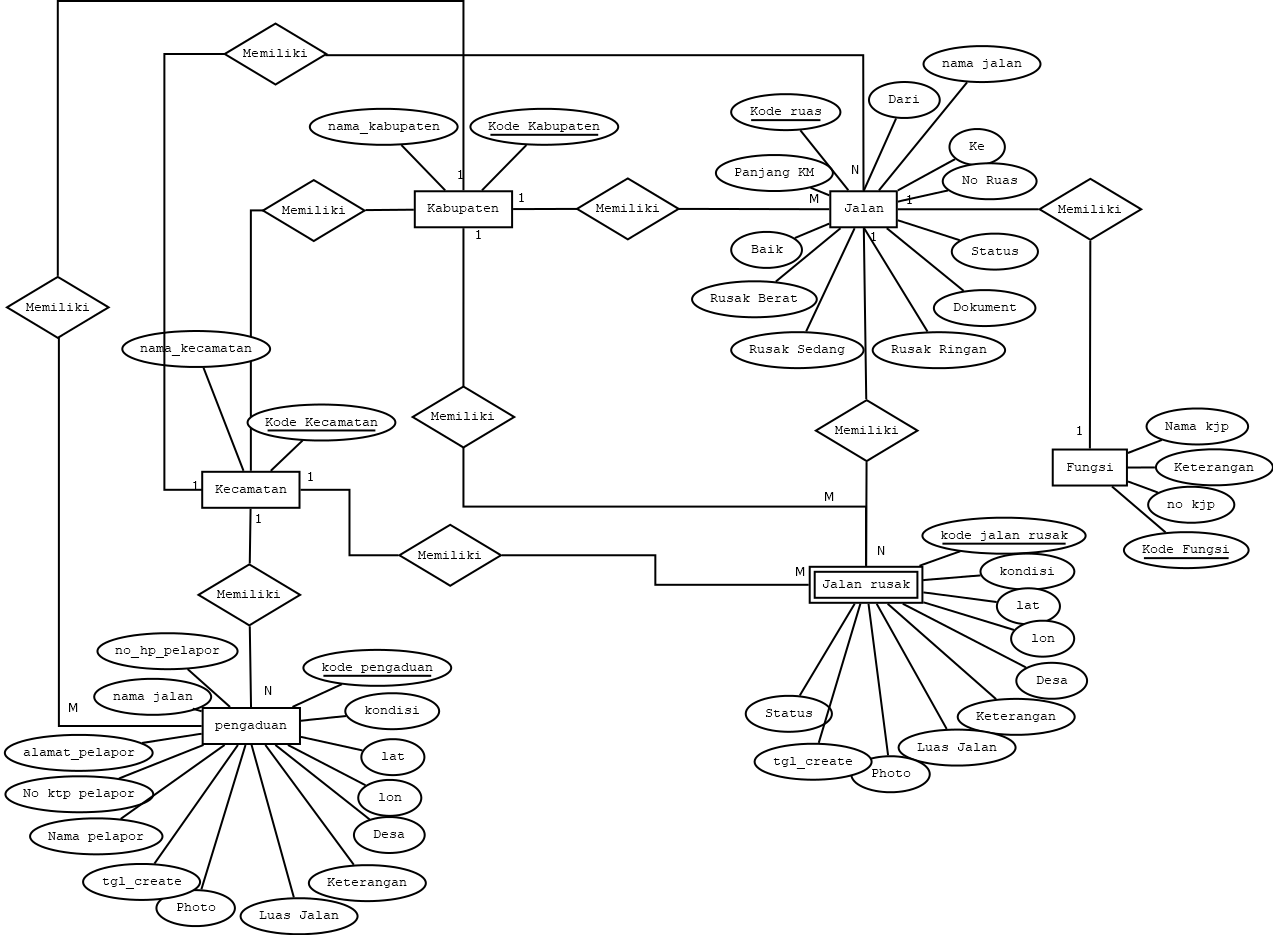 Memiliki
nama jalan
Dari
Kode ruas
nama_kabupaten
Kode Kabupaten
Ke
Panjang KM
N
1
No Ruas
Memiliki
Kabupaten
1
Memiliki
M
Jalan
1
Memiliki
1
1
Baik
Status
Rusak Berat
Dokument
Memiliki
nama_kecamatan
Rusak Sedang
Rusak Ringan
Kode Kecamatan
Memiliki
Memiliki
1
Nama kjp
Fungsi
Keterangan
no kjp
Kode Fungsi
1
Kecamatan
1
1
M
Memiliki
N
kode jalan rusak
M
Jalan rusak
kondisi
lat
lon
Memiliki
Desa
no_hp_pelapor
kode pengaduan
nama jalan
N
M
pengaduan
kondisi
Status
Keterangan
alamat_pelapor
lat
tgl_create
Photo
Luas Jalan
No ktp pelapor
lon
Nama pelapor
Desa
tgl_create
Keterangan
Photo
Luas Jalan